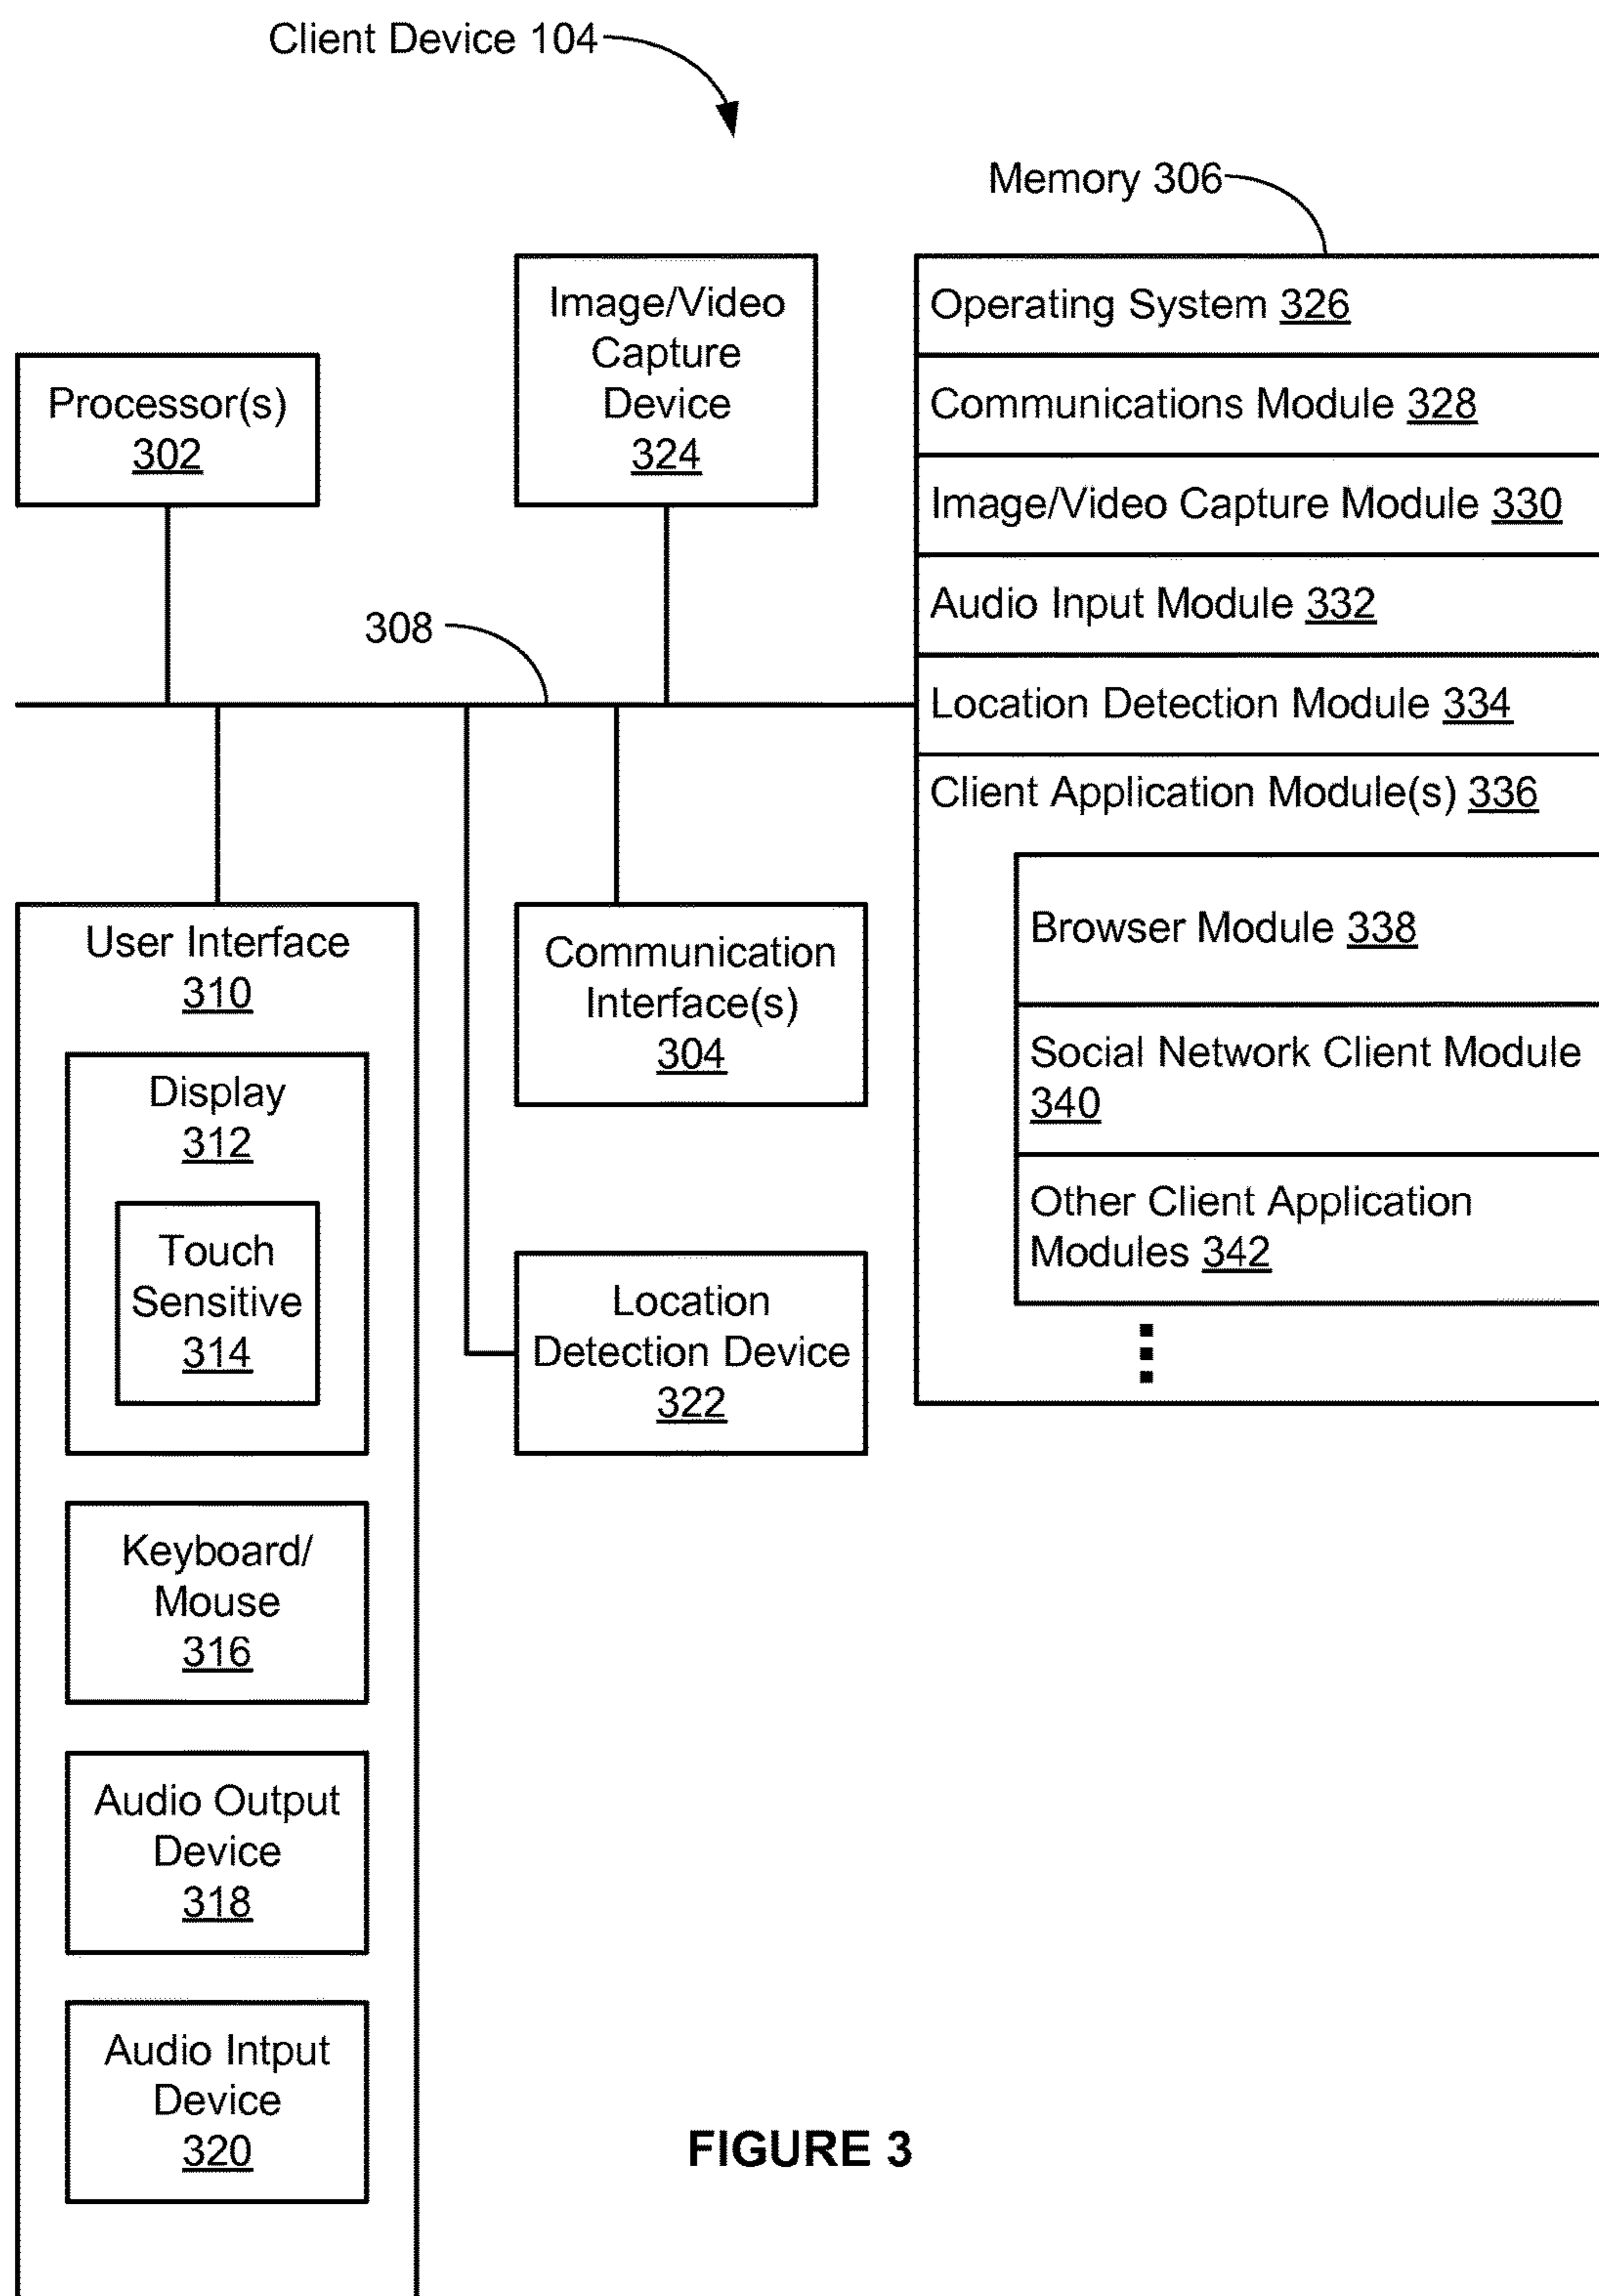 Client Device 104
Memory 306
Processor(s)
302
Image/Video
Capture
Device
324
308
Operating System 326
Communications Module 328
Image/Video Capture Module 330
Audio Input Module 332
Location Detection Module 334
Client Application Module(s) 336
Browser Module 338
Social Network Client Module
340
Other Client Application
Modules 342
User Interface
310
Display
312
Touch
Sensitive
314
Keyboard/
Mouse
316
Audio Output
Device
318
Audio Intput
Device
320
Communication
Interface(s)
304
Location
Detection Device
322
FIGURE 3